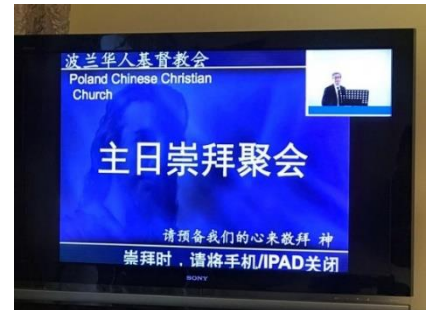 波兰华人基督教会
Poland Chinese Christian
Church
主日崇拜聚会
请预备我们的心来敬拜 神
崇拜时，请将手机/IPAD关闭
SONY